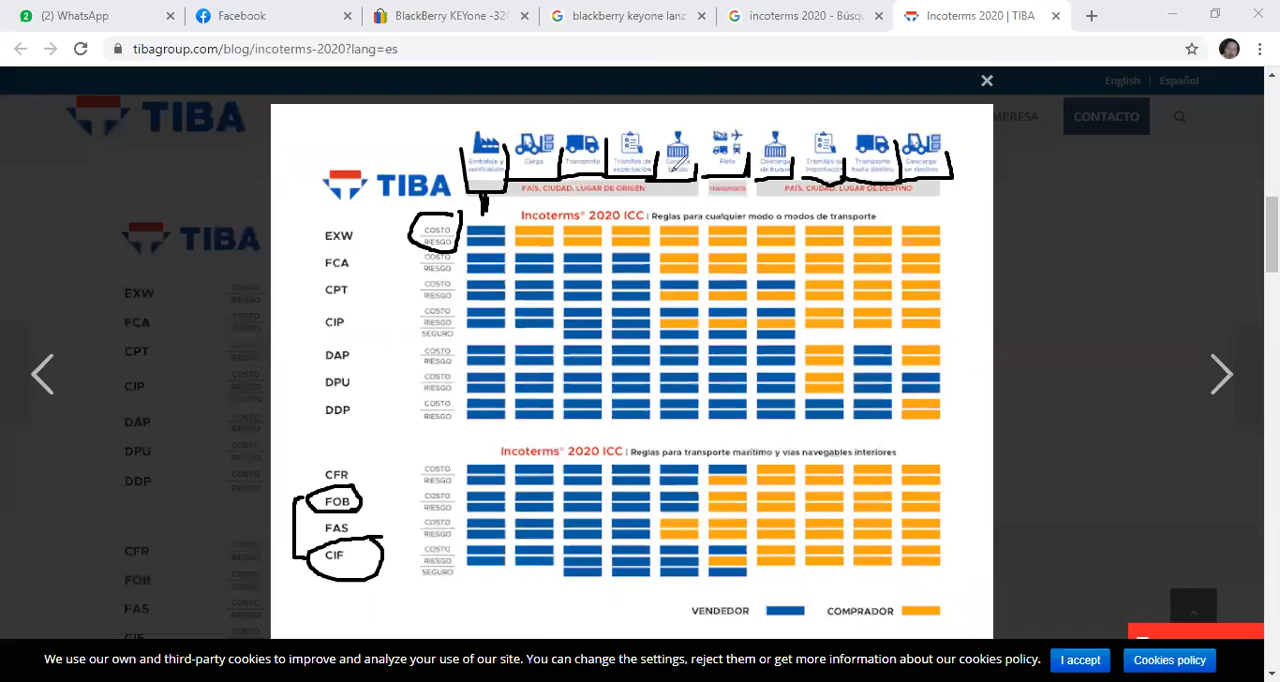 (2) WhatsApp
Facebook
BlackBerry KEYone -32
blackberry keyone lanz
incoterms 2020 - Búsqu
Incoterms 2020 | TIBA
tibagroup.com/blog/incoterms-2020?lang=es
English | Español
TIBA
MPRESA
CONTACTO
Embalaje y verificación
Carga
Transporte
Trámites de exportación
Flete
Descarga de buque
Trámites de importación
Transporte hasta destino
Descarga en destino
TIBA
PAÍS, CIUDAD, LUGAR DE ORIGEN
TRANSPORTE
PAÍS, CIUDAD, LUGAR DE DESTINO
Incoterms® 2020 ICC | Reglas para cualquier modo o modos de transporte
EXW
COSTO
RIESGO
FCA
COSTO
RIESGO
CPT
COSTO
RIESGO
CIP
COSTO
RIESGO
SEGURO
DAP
COSTO
RIESGO
DPU
COSTO
RIESGO
DDP
COSTO
RIESGO
Incoterms® 2020 ICC | Reglas para transporte marítimo y vías navegables interiores
CFR
COSTO
RIESGO
FOB
COSTO
RIESGO
FAS
COSTO
RIESGO
CIF
COSTO
RIESGO
SEGURO
VENDEDOR
COMPRADOR
TIBA
EXW
FCA
CPT
CIP
DAP
DPU
DDP
CFR
FOB
FAS
CIF
We use our own and third-party cookies to improve and analyze your use of our site. You can change the settings, reject them or get more information about our cookies policy.
I accept
Cookies policy